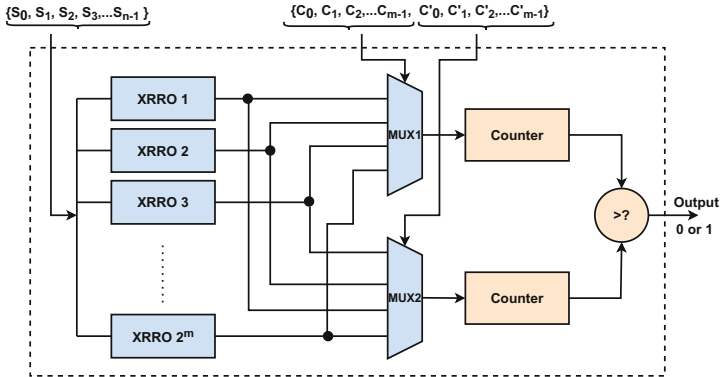 {S0, S1, S2, S3,...Sn-1 }
{C0, C1, C2,...Cm-1, C'0, C'1, C'2,...C'm-1}
XRRO 1
XRRO 2
XRRO 3
XRRO 2^m
MUX1
MUX2
Counter
Counter
>?
Output
0 or 1